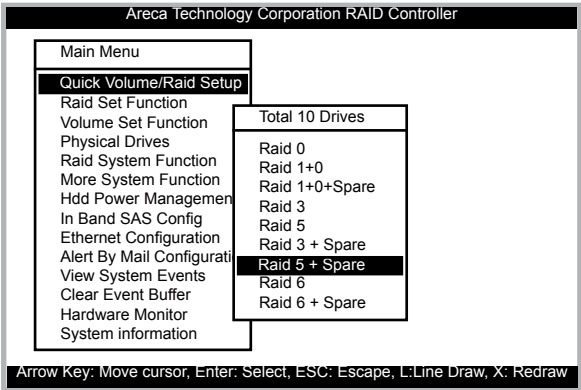 Areca Technology Corporation RAID Controller
Main Menu
Quick Volume/Raid Setup
Raid Set Function
Volume Set Function
Physical Drives
Raid System Function
More System Function
Hdd Power Managemen
In Band SAS Config
Ethernet Configuration
Alert By Mail Configurati
View System Events
Clear Event Buffer
Hardware Monitor
System information
Total 10 Drives
Raid 0
Raid 1+0
Raid 1+0+Spare
Raid 3
Raid 5
Raid 3 + Spare
Raid 5 + Spare
Raid 6
Raid 6 + Spare
Arrow Key: Move cursor, Enter: Select, ESC: Escape, L:Line Draw, X: Redraw